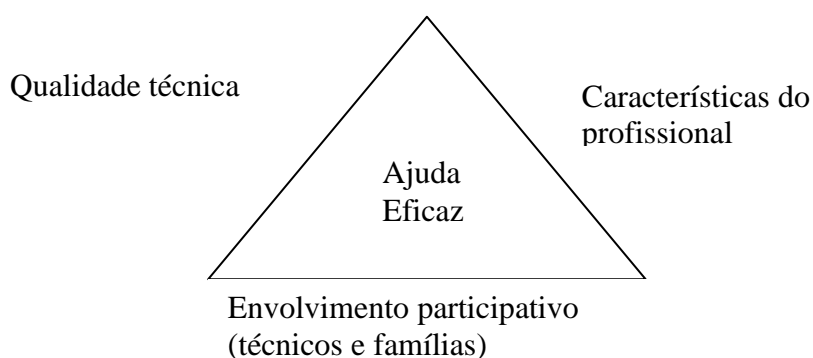 Qualidade técnica
Características do
profissional
Ajuda
Eficaz
Envolvimento participativo
(técnicos e famílias)